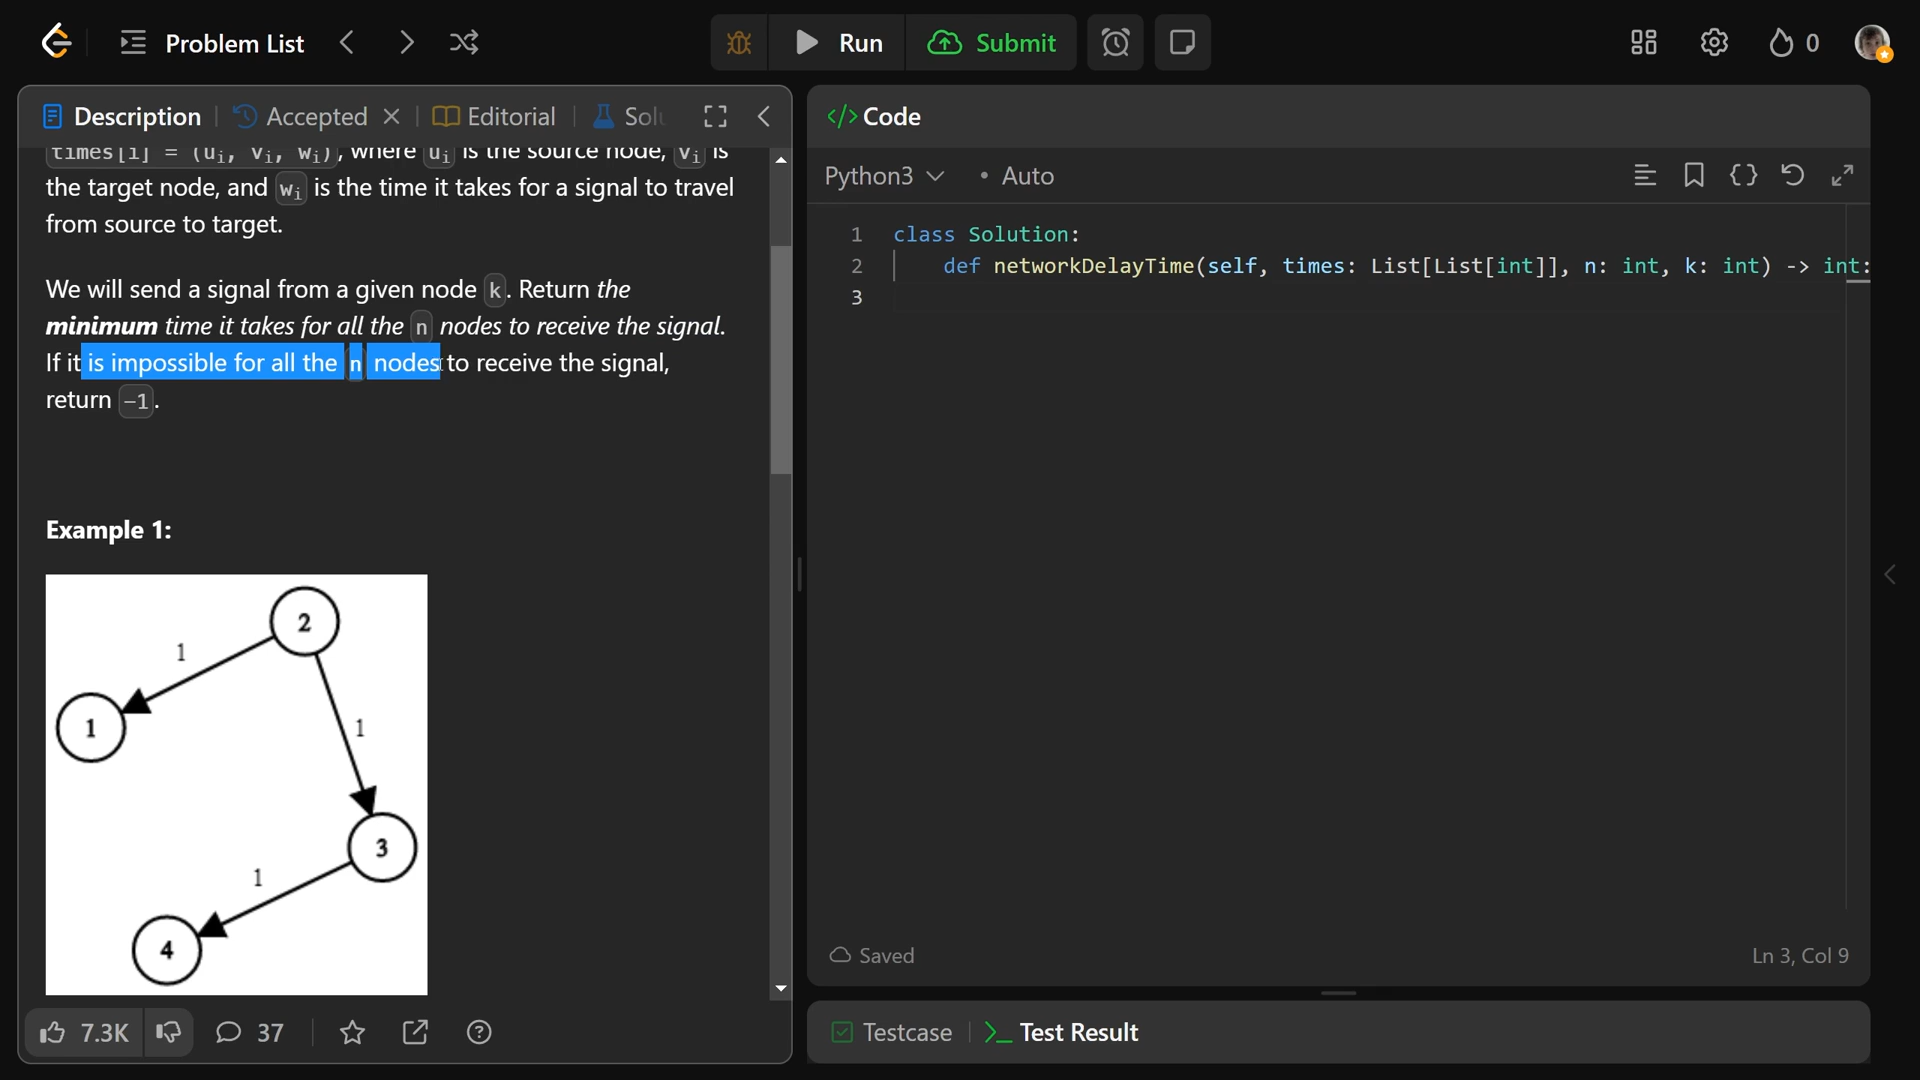 Problem List
Run
Submit
0
Description
Accepted
Editorial
Solu
times[i] = (ui, vi, wi), where ui is the source node, vi is
the target node, and wi is the time it takes for a signal to travel
from source to target.
We will send a signal from a given node k. Return the
minimum time it takes for all the n nodes to receive the signal.
If it is impossible for all the n nodes to receive the signal,
return -1.
Example 1:
2
1
1
1
3
1
4
7.3K
37
</> Code
Python3
• Auto
1 class Solution:
2 def networkDelayTime(self, times: List[List[int]], n: int, k: int) -> int:
3
Saved
Ln 3, Col 9
Testcase
>_ Test Result